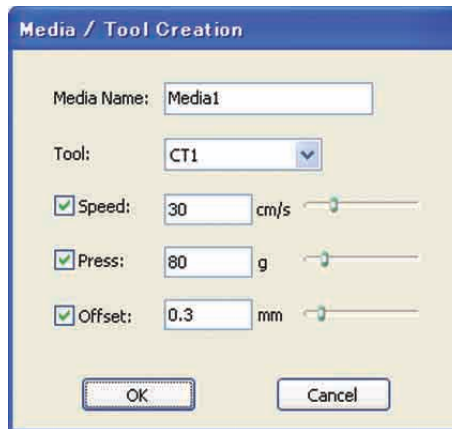 Media / Tool Creation
Media Name: Media1
Tool: CT1
Speed: 30 cm/s
Press: 80 g
Offset: 0.3 mm
OK Cancel